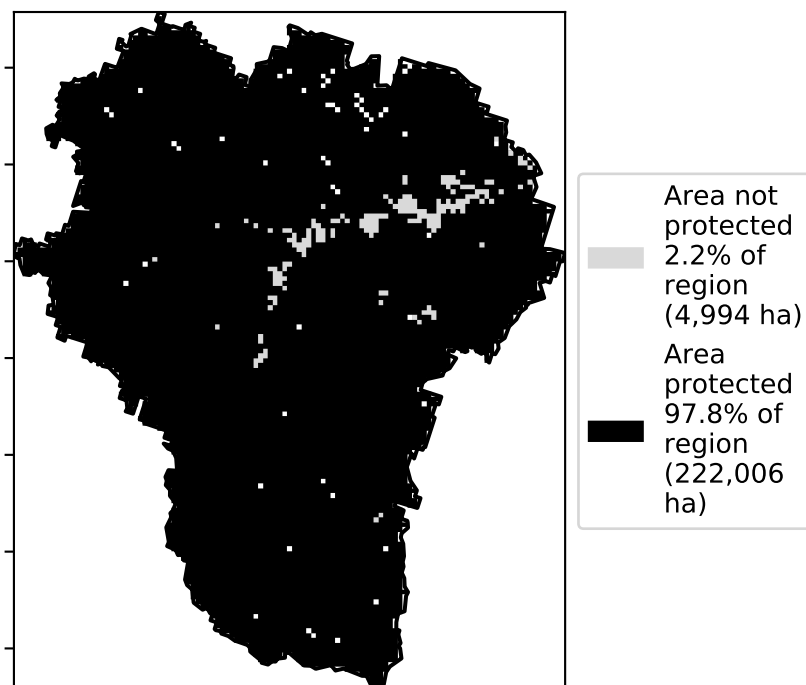 Area not
protected
2.2% of
region
(4,994 ha)
Area
protected
97.8% of
region
(222,006
ha)